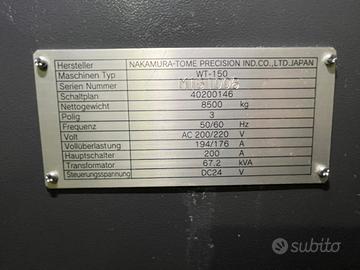 Hersteller NAKAMURA-TOME PRECISION IND.CO.,LTD.JAPAN
Maschinen Typ WT-150
Serien Nummer
Schaltplan 40200146
Nettogewicht 8500 kg
Polig 3
Frequenz 50/60 Hz
Volt AC 200/220 V
Vollüberlastung 194/176 A
Hauptschalter 200 A
Transformator 67.2 kVA
Steuerungsspannung DC24 V
subito